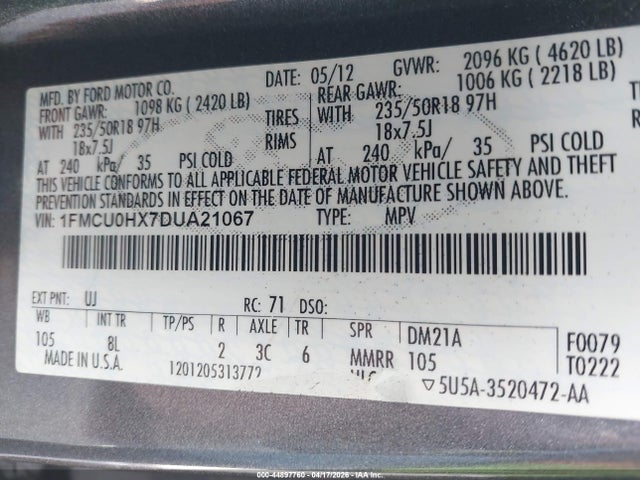 MFD. BY FORD MOTOR CO.
DATE: 05/12 GVWR: 2096 KG ( 4620 LB)
FRONT GAWR: 1098 KG ( 2420 LB) REAR GAWR: 1006 KG ( 2218 LB)
WITH 235/50R18 97H TIRES WITH 235/50R18 97H
18x7.5J RIMS 18x7.5J
AT 240 kPa/ 35 PSI COLD AT 240 kPa/ 35 PSI COLD
THIS VEHICLE CONFORMS TO ALL APPLICABLE FEDERAL MOTOR VEHICLE SAFETY AND THEFT
PREVENTION STANDARDS IN EFFECT ON THE DATE OF MANUFACTURE SHOWN ABOVE.
VIN: 1FMCU0HX7DUA21067 TYPE: MPV
EXT PNT: UJ RC: 71 DSO:
WB INT TR TP/PS R AXLE TR SPR DM21A F0079
105 8L 2 3C 6 MMRR 105 T0222
MADE IN U.S.A. 1201205313772 5U5A-3520472-AA
000-44897760 - 04/17/2026 - IAA Inc.